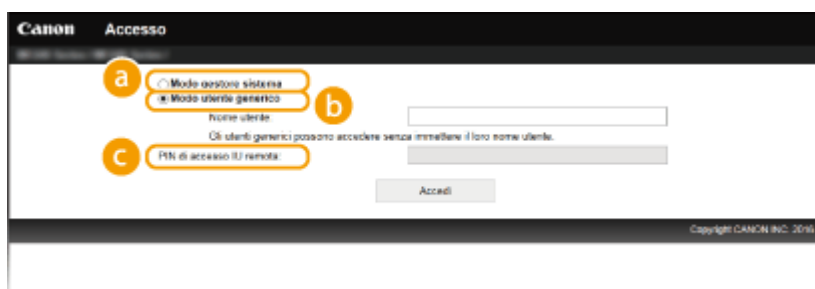 Canon Accesso
a
Modo gestore sistema
Modo utente generico
b
Nome utente:
Gli utenti generici possono accedere senza immettere il loro nome utente.
c
PIN di accesso IU remota:
Accedi
Copyright CANON INC. 2016